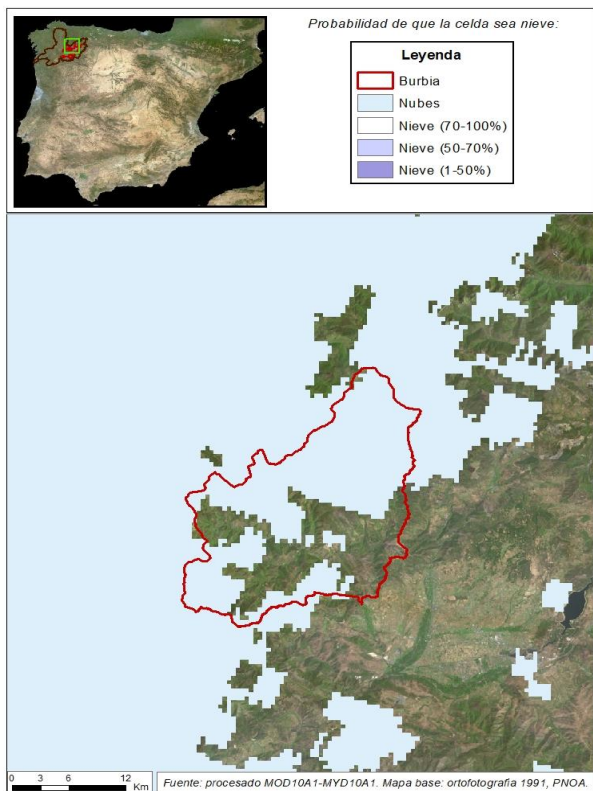 Probabilidad de que la celda sea nieve:
Leyenda
Burbia
Nubes
Nieve (70-100%)
Nieve (50-70%)
Nieve (1-50%)
0 3 6 12
Km
Fuente: procesado MOD10A1-MYD10A1. Mapa base: ortofotografia 1991, PNOA.